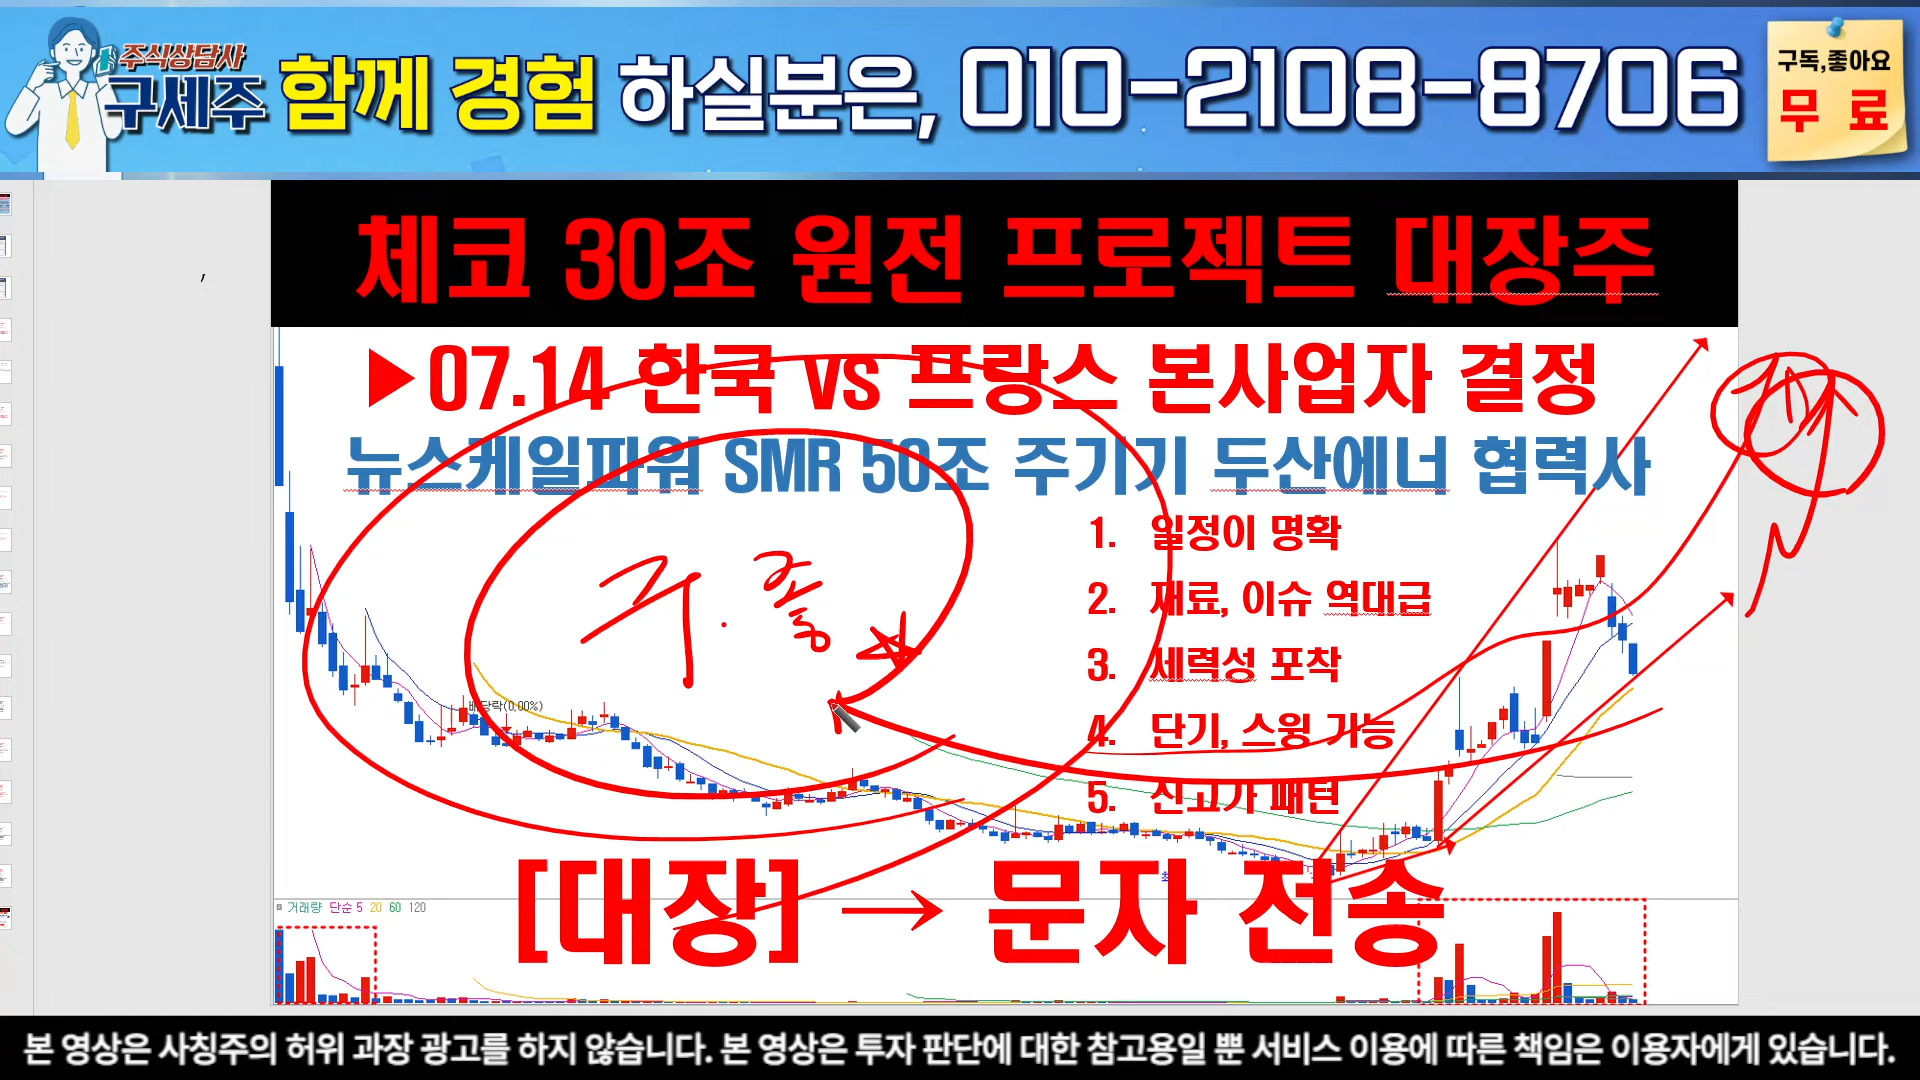 주식상담사
구세주
함께 경험 하실분은, 010-2108-8706
구독,좋아요
무 료
체코 30조 원전 프로젝트 대장주
,
▶07.14 한국 vs 프랑스 본사업자 결정
뉴스케일파워 SMR 50조 주기기 두산에너 협력사
1. 일정이 명확
2. 재료, 이슈 역대급
3. 세력성 포착
4. 단기, 스윙 가능
5. 신고가 패턴
구.좋
배당락(0.00%)
[대장] → 문자 전송
거래량 단순 5 20 60 120
본 영상은 사칭주의 허위 과장 광고를 하지 않습니다. 본 영상은 투자 판단에 대한 참고용일 뿐 서비스 이용에 따른 책임은 이용자에게 있습니다.